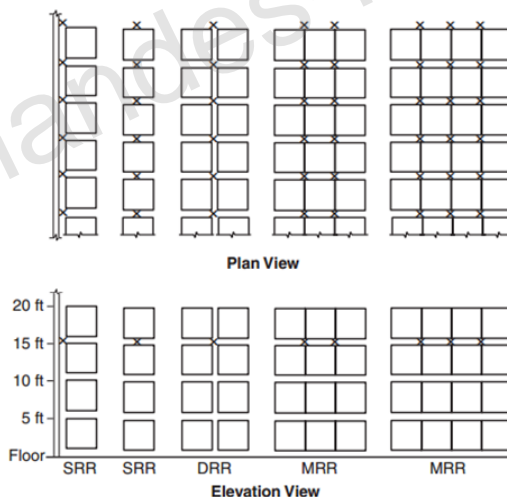 Plan View
20 ft
15 ft
10 ft
5 ft
Floor
SRR SRR DRR MRR MRR
Elevation View